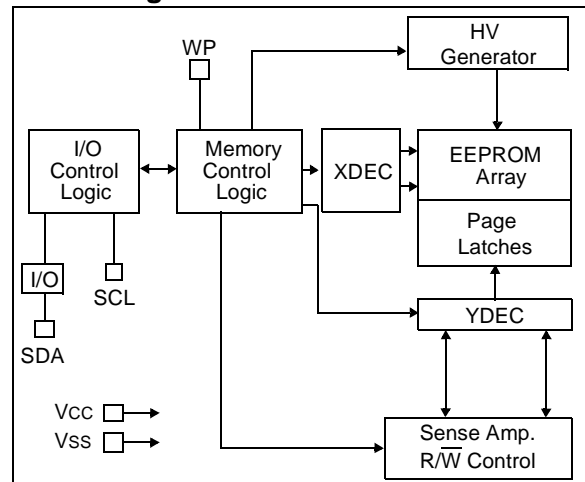 HV
Generator
WP
I/O
Control
Logic
Memory
Control
Logic
XDEC
EEPROM
Array
Page
Latches
I/O
SCL
SDA
YDEC
VCC
VSS
Sense Amp.
R/W̅ Control